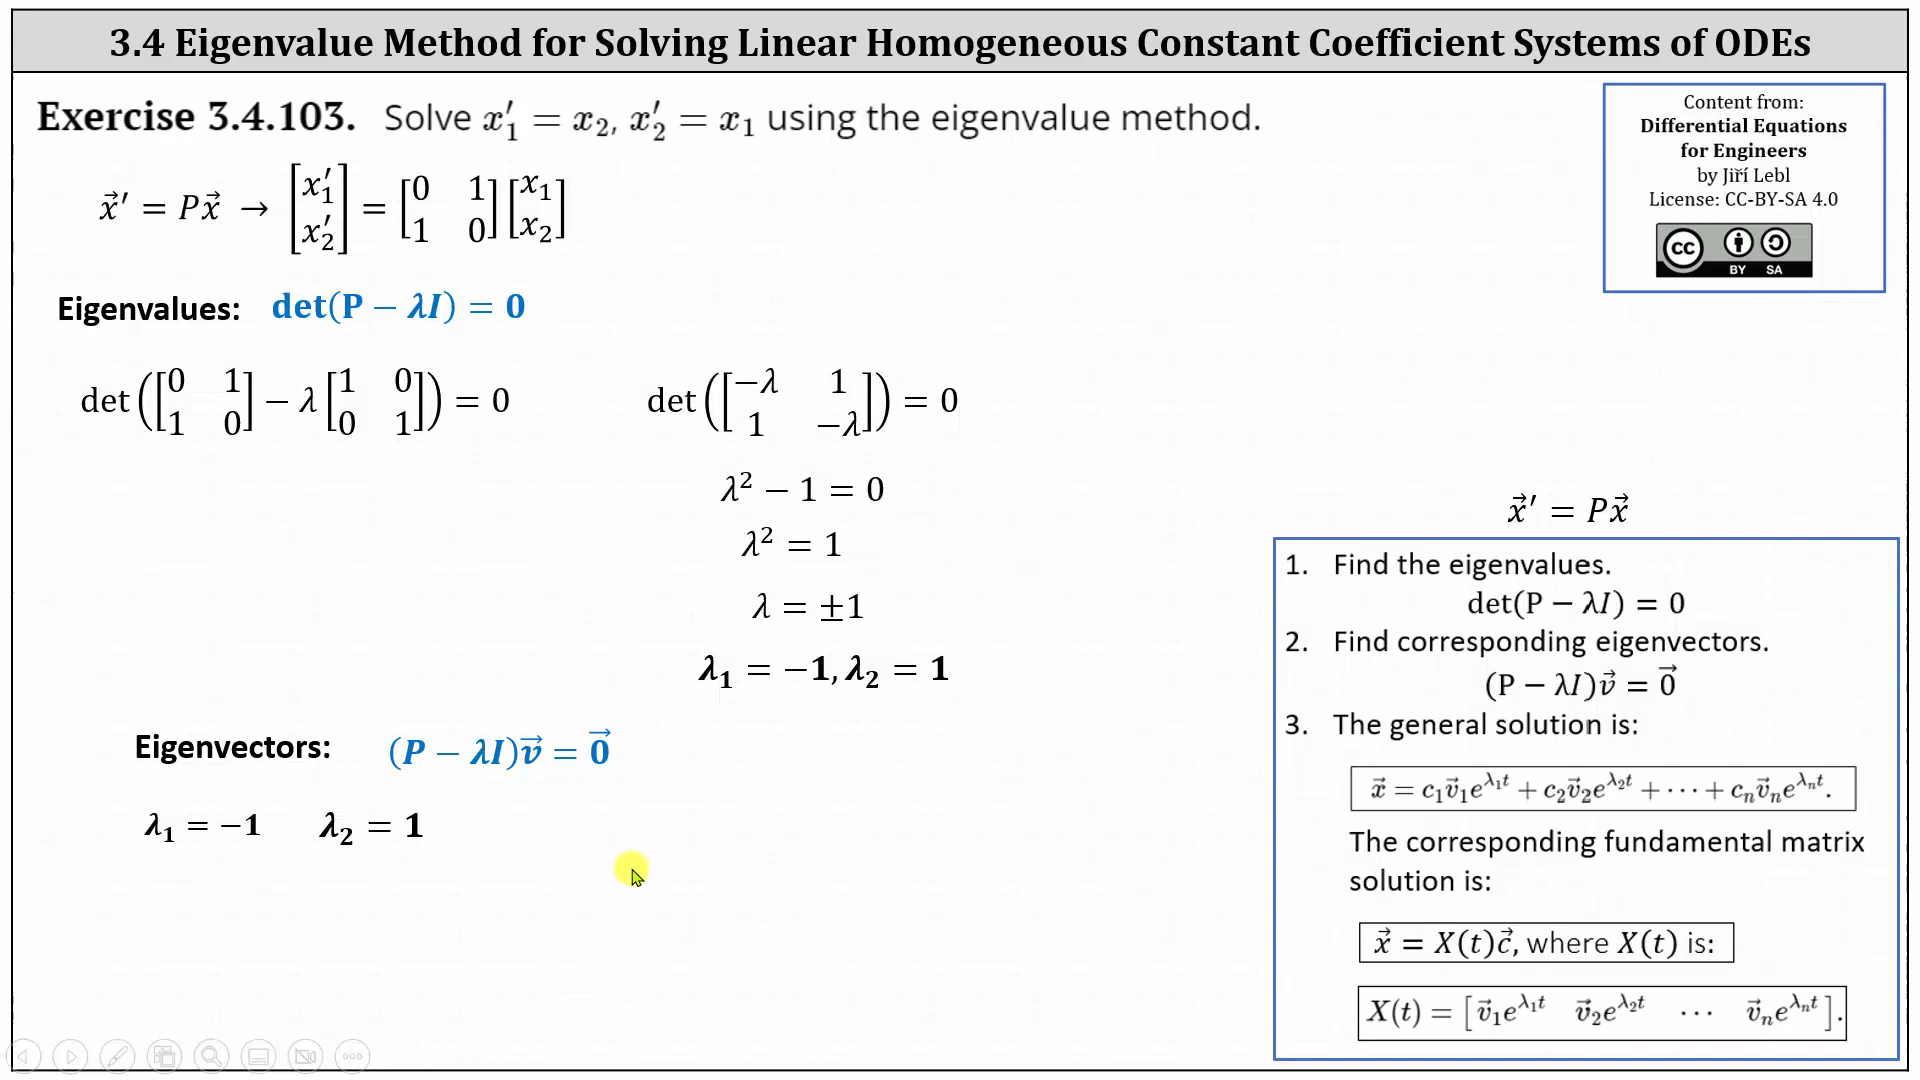 3.4 Eigenvalue Method for Solving Linear Homogeneous Constant Coefficient Systems of ODEs
Exercise 3.4.103. Solve x₁′ = x₂, x₂′ = x₁ using the eigenvalue method.
Content from:
Differential Equations
for Engineers
by Jiří Lebl
License: CC-BY-SA 4.0
cc BY SA
x⃗ ′ = Px⃗ → [x₁′ x₂′] = [0 1 1 0] [x₁ x₂]
Eigenvalues: det(P − λI) = 0
det([0 1 1 0] − λ [1 0 0 1]) = 0
det([−λ 1 1 −λ]) = 0
λ² − 1 = 0
λ² = 1
λ = ±1
λ₁ = −1, λ₂ = 1
Eigenvectors: (P − λI)v⃗ = 0⃗
λ₁ = −1 λ₂ = 1
x⃗ ′ = Px⃗
1. Find the eigenvalues.
det(P − λI) = 0
2. Find corresponding eigenvectors.
(P − λI)v⃗ = 0⃗
3. The general solution is:
x⃗ = c₁v⃗₁e^{λ₁t} + c₂v⃗₂e^{λ₂t} + ⋯ + cₙv⃗ₙe^{λₙt}.
The corresponding fundamental matrix
solution is:
x⃗ = X(t)c⃗, where X(t) is:
X(t) = [ v⃗₁e^{λ₁t} v⃗₂e^{λ₂t} ⋯ v⃗ₙe^{λₙt} ].